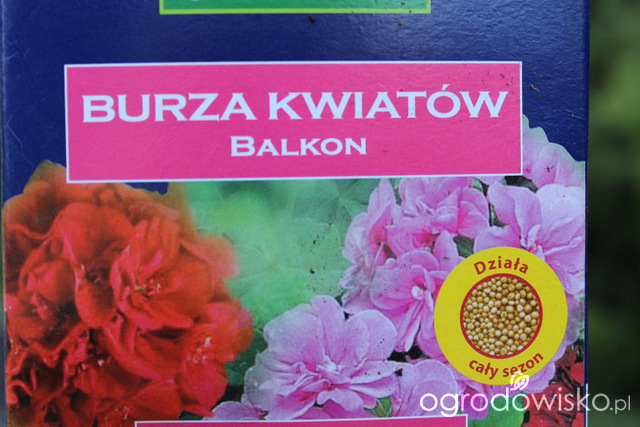 BURZA KWIATÓW
BALKON
Działa
cały sezon
ogrodowisko.pl